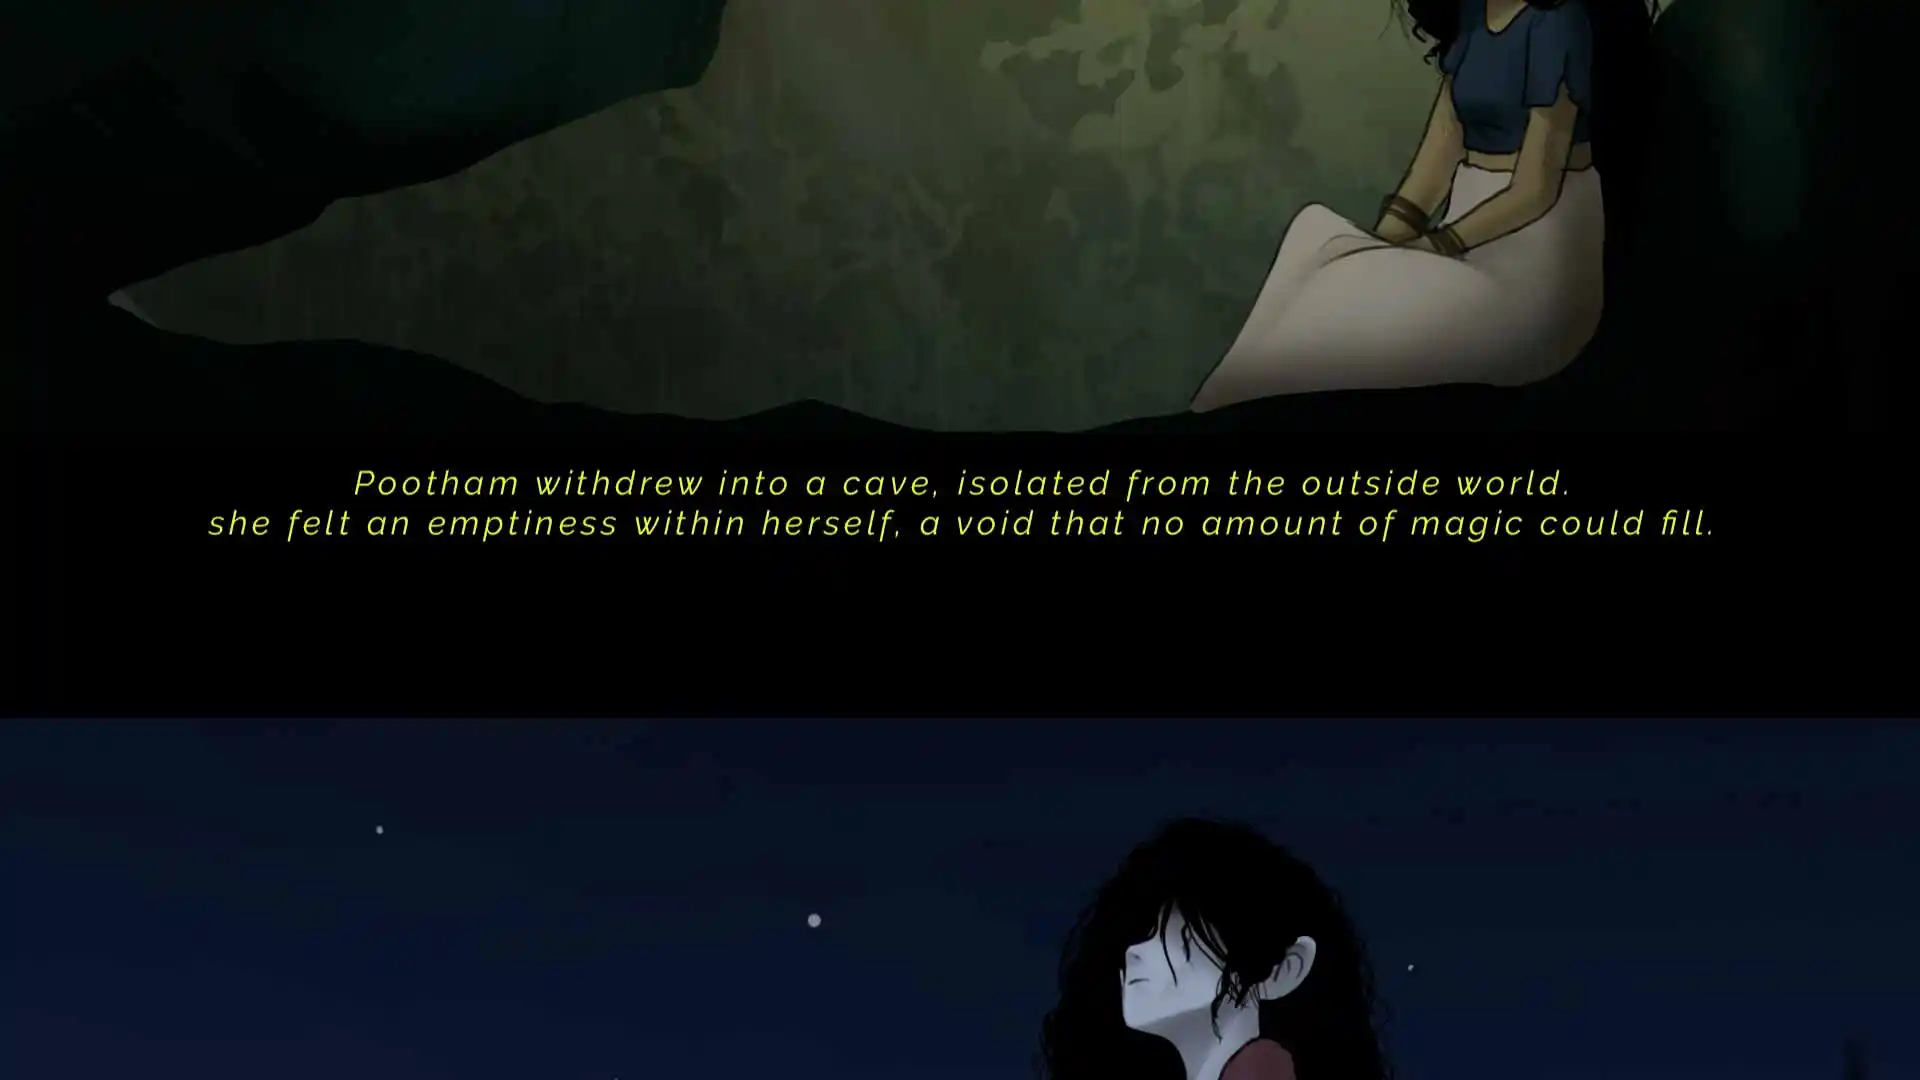 Pootham withdrew into a cave, isolated from the outside world.
she felt an emptiness within herself, a void that no amount of magic could fill.